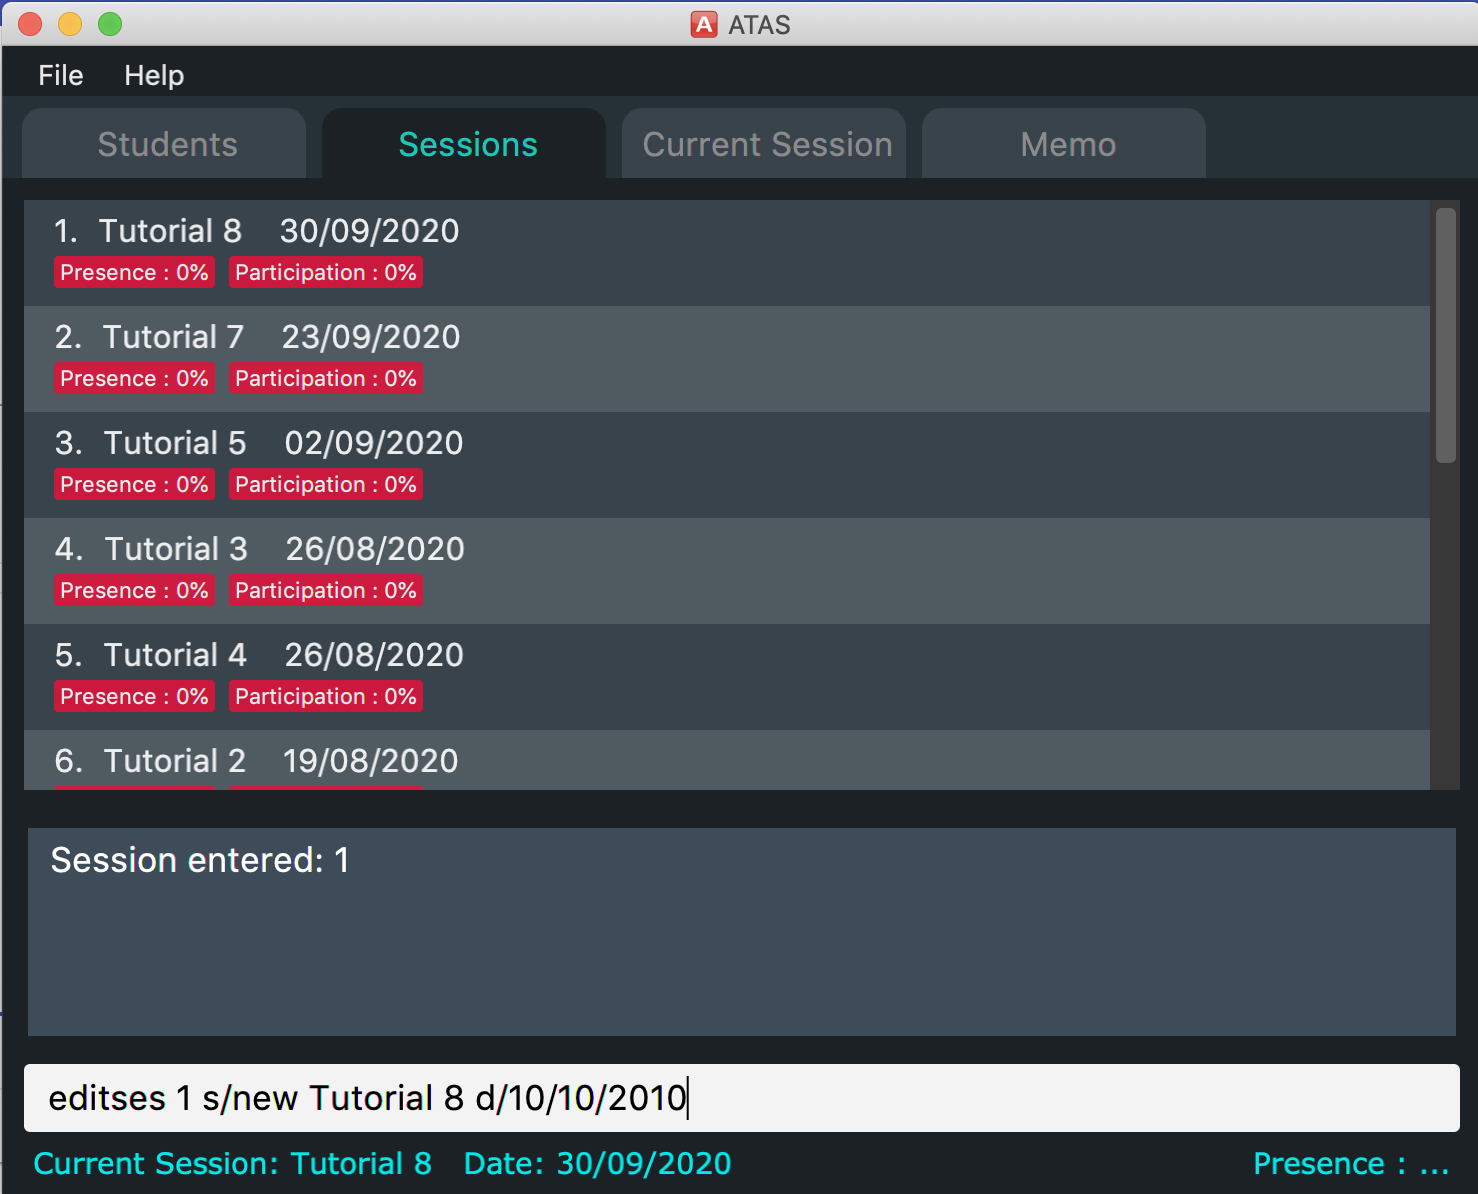 A ATAS
File Help
Students Sessions Current Session Memo
1. Tutorial 8 30/09/2020
Presence : 0% Participation : 0%
2. Tutorial 7 23/09/2020
Presence : 0% Participation : 0%
3. Tutorial 5 02/09/2020
Presence : 0% Participation : 0%
4. Tutorial 3 26/08/2020
Presence : 0% Participation : 0%
5. Tutorial 4 26/08/2020
Presence : 0% Participation : 0%
6. Tutorial 2 19/08/2020
Session entered: 1
editses 1 s/new Tutorial 8 d/10/10/2010
Current Session: Tutorial 8 Date: 30/09/2020 Presence : ...